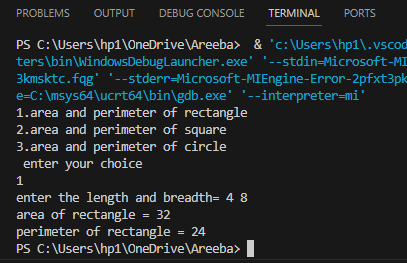 PROBLEMS OUTPUT DEBUG CONSOLE TERMINAL PORTS
PS C:\Users\hp1\OneDrive\Areeba> & 'c:\Users\hp1\.vscod
ters\bin\WindowsDebugLauncher.exe' '--stdin=Microsoft-MI
3kmsktc.fqg' '--stderr=Microsoft-MIEngine-Error-2pfxt3pk
e=C:\msys64\ucrt64\bin\gdb.exe' '--interpreter=mi'
1.area and perimeter of rectangle
2.area and perimeter of square
3.area and perimeter of circle
 enter your choice
1
enter the length and breadth= 4 8
area of rectangle = 32
perimeter of rectangle = 24
PS C:\Users\hp1\OneDrive\Areeba>